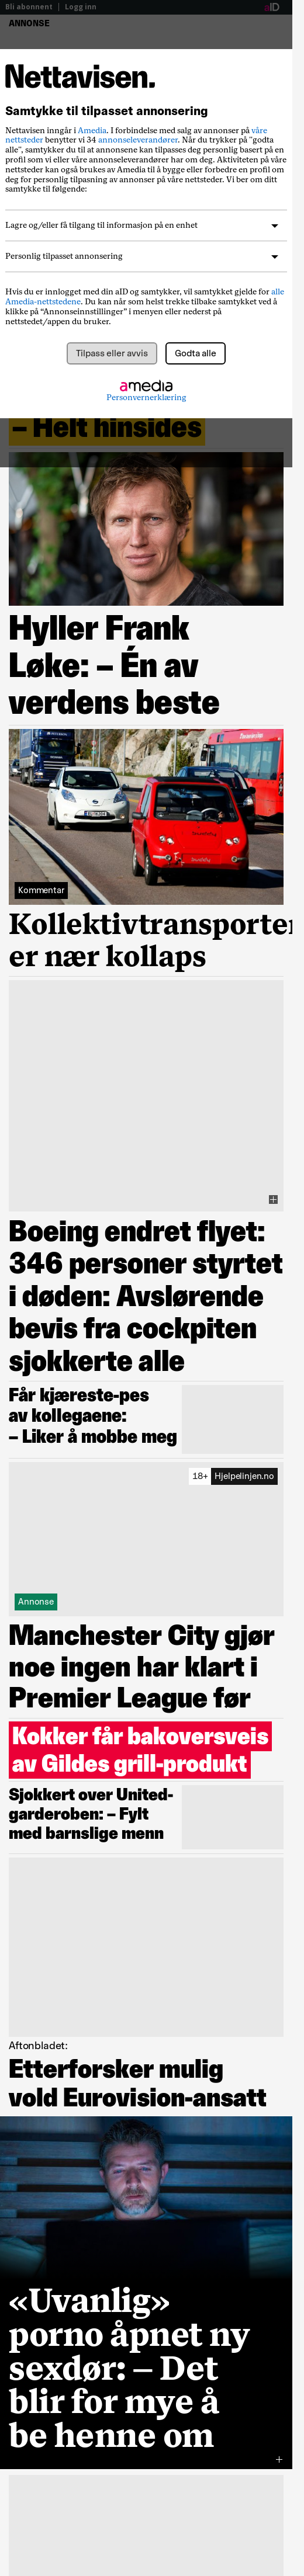 Bli abonnent | Logg inn
aID
ANNONSE
Nettavisen.
Samtykke til tilpasset annonsering
Nettavisen inngår i Amedia. I forbindelse med salg av annonser på våre
nettsteder benytter vi 34 annonseleverandører. Når du trykker på "godta
alle", samtykker du til at annonsene kan tilpasses deg personlig basert på en
profil som vi eller våre annonseleverandører har om deg. Aktiviteten på våre
nettsteder kan også brukes av Amedia til å bygge eller forbedre en profil om
deg for personlig tilpasning av annonser på våre nettsteder. Vi ber om ditt
samtykke til følgende:
Lagre og/eller få tilgang til informasjon på en enhet
Personlig tilpasset annonsering
Hvis du er innlogget med din aID og samtykker, vil samtykket gjelde for alle
Amedia-nettstedene. Du kan når som helst trekke tilbake samtykket ved å
klikke på “Annonseinnstillinger” i menyen eller nederst på
nettstedet/appen du bruker.
Tilpass eller avvis
Godta alle
amedia
Personvernerklæring
– Helt hinsides
Hyller Frank
Løke: – Én av
verdens beste
Kommentar
Kollektivtransporten
er nær kollaps
Boeing endret flyet:
346 personer styrtet
i døden: Avslørende
bevis fra cockpiten
sjokkerte alle
Får kjæreste-pes
av kollegaene:
– Liker å mobbe meg
18+ Hjelpelinjen.no
Annonse
Manchester City gjør
noe ingen har klart i
Premier League før
Kokker får bakoversveis
av Gildes grill-produkt
Sjokkert over United-
garderoben: – Fylt
med barnslige menn
Aftonbladet:
Etterforsker mulig
vold Eurovision-ansatt
«Uvanlig»
porno åpnet ny
sexdør: – Det
blir for mye å
be henne om